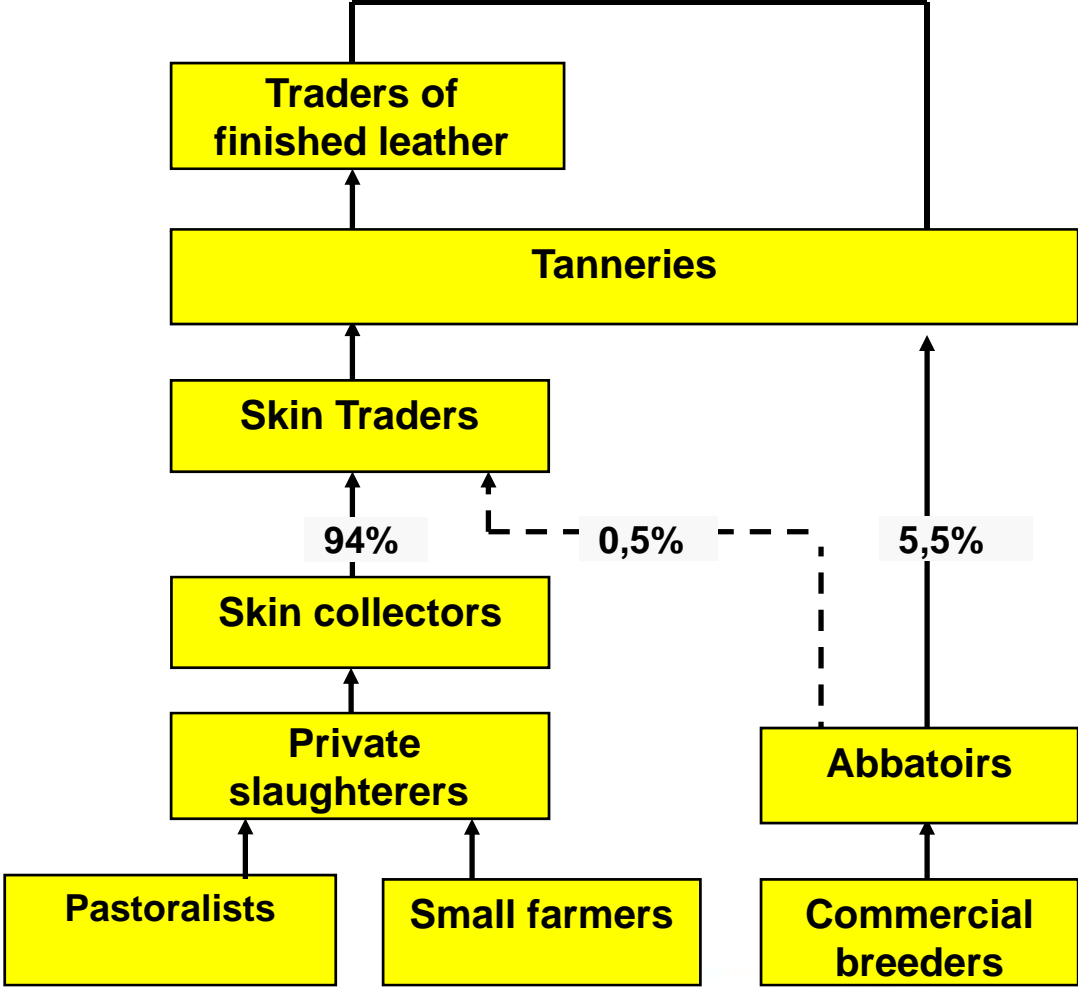 Traders of
finished leather
Tanneries
Skin Traders
94%
0,5%
5,5%
Skin collectors
Private
slaughterers
Abbatoirs
Pastoralists
Small farmers
Commercial
breeders